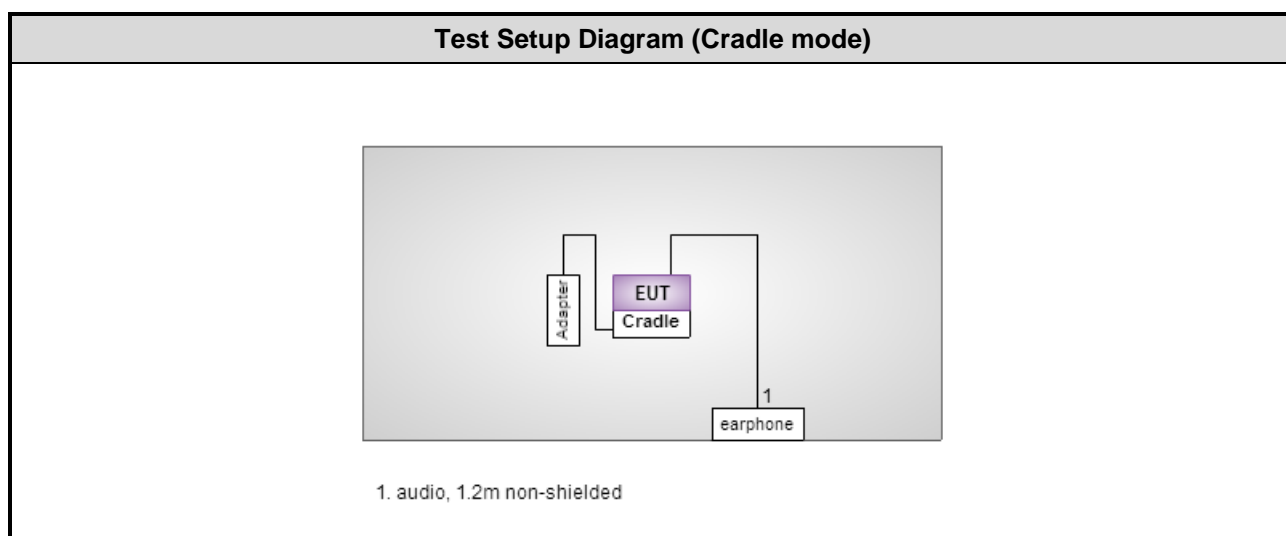 Test Setup Diagram (Cradle mode)
Adapter
EUT
Cradle
1
earphone
1. audio, 1.2m non-shielded